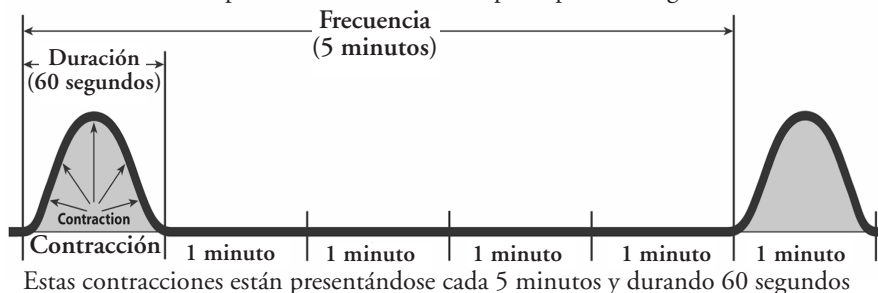 Frecuencia
(5 minutos)
Duración
(60 segundos)
Contraction
Contracción
1 minuto
1 minuto
1 minuto
1 minuto
1 minuto
Estas contracciones están presentándose cada 5 minutos y durando 60 segundos